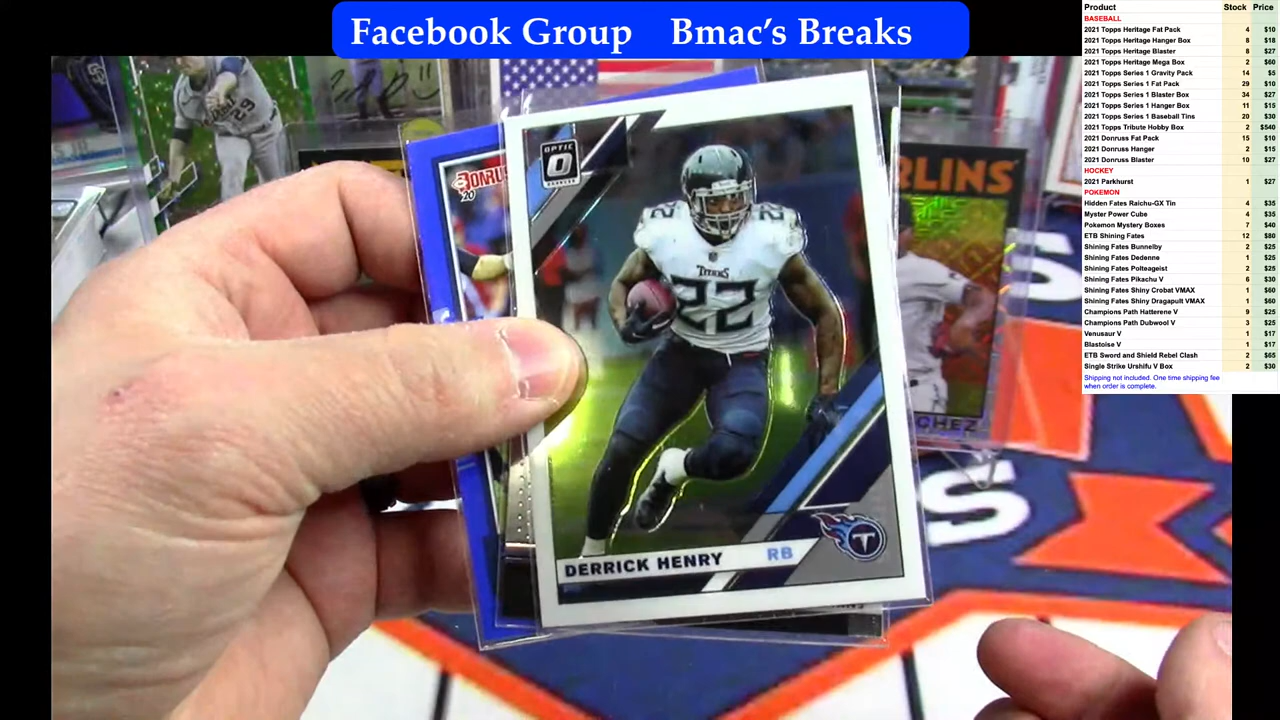 Facebook Group Bmac's Breaks
Product Stock Price
BASEBALL
2021 Topps Heritage Fat Pack 4 $10
2021 Topps Heritage Hanger Box 8 $18
2021 Topps Heritage Blaster 8 $27
2021 Topps Heritage Mega Box 2 $60
2021 Topps Series 1 Gravity Pack 14 $5
2021 Topps Series 1 Fat Pack 29 $10
2021 Topps Series 1 Blaster Box 34 $27
2021 Topps Series 1 Hanger Box 11 $15
2021 Topps Series 1 Baseball Tins 20 $30
2021 Topps Tribute Hobby Box 2 $540
2021 Donruss Fat Pack 15 $10
2021 Donruss Hanger 2 $15
2021 Donruss Blaster 10 $27
HOCKEY
2021 Parkhurst 1 $27
POKEMON
Hidden Fates Raichu-GX Tin 4 $35
Myster Power Cube 4 $35
Pokemon Mystery Boxes 7 $40
ETB Shining Fates 12 $80
Shining Fates Bunnelby 2 $25
Shining Fates Dedenne 1 $25
Shining Fates Polteageist 2 $25
Shining Fates Pikachu V 6 $30
Shining Fates Shiny Crobat VMAX 1 $60
Shining Fates Shiny Dragapult VMAX 1 $60
Champions Path Hatterene V 9 $25
Champions Path Dubwool V 3 $25
Venusaur V 1 $17
Blastoise V 1 $17
ETB Sword and Shield Rebel Clash 2 $65
Single Strike Urshifu V Box 2 $30
Shipping not included. One time shipping fee
when order is complete.
OPTIC
DONRUSS
20
TITANS
22
22
22
DERRICK HENRY RB
T
RLINS
CHEZ
S
S
29